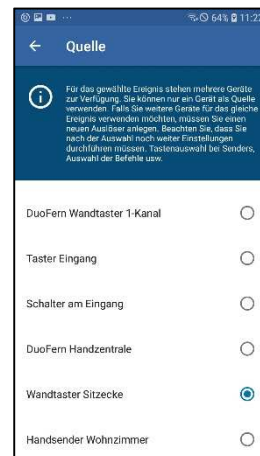 64% 11:22
Quelle
Für das gewählte Ereignis stehen mehrere Geräte
zur Verfügung. Sie können nur ein Gerät als Quelle
verwenden. Falls Sie weitere Geräte für das gleiche
Ereignis verwenden möchten, müssen Sie einen
neuen Auslöser anlegen. Beachten Sie, dass Sie
nach der Auswahl noch weiter Einstellungen
durchführen müssen. Tastenauswahl bei Senders,
Auswahl der Befehle usw.
DuoFern Wandtaster 1-Kanal
Taster Eingang
Schalter am Eingang
DuoFern Handzentrale
Wandtaster Sitzecke
Handsender Wohnzimmer